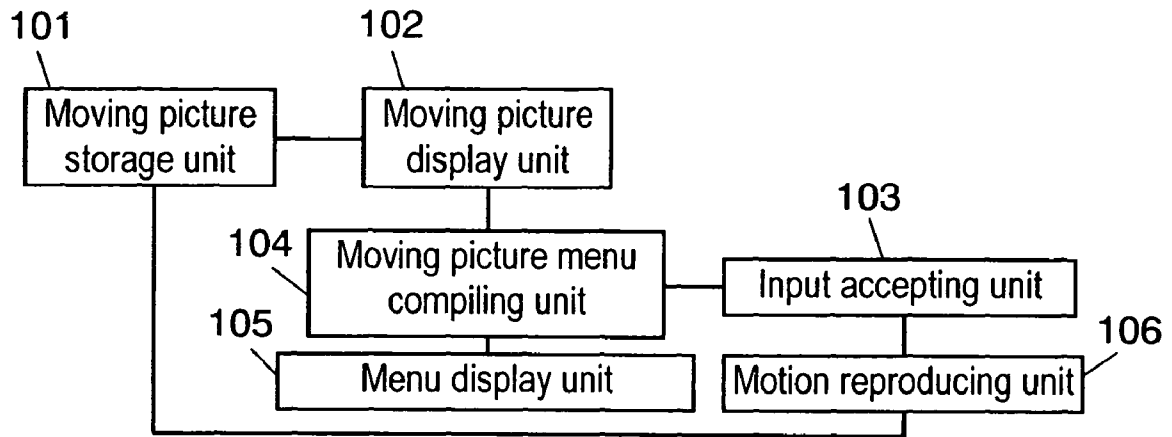 101
102
Moving picture
storage unit
Moving picture
display unit
103
104
Moving picture menu
compiling unit
Input accepting unit
105
106
Menu display unit
Motion reproducing unit